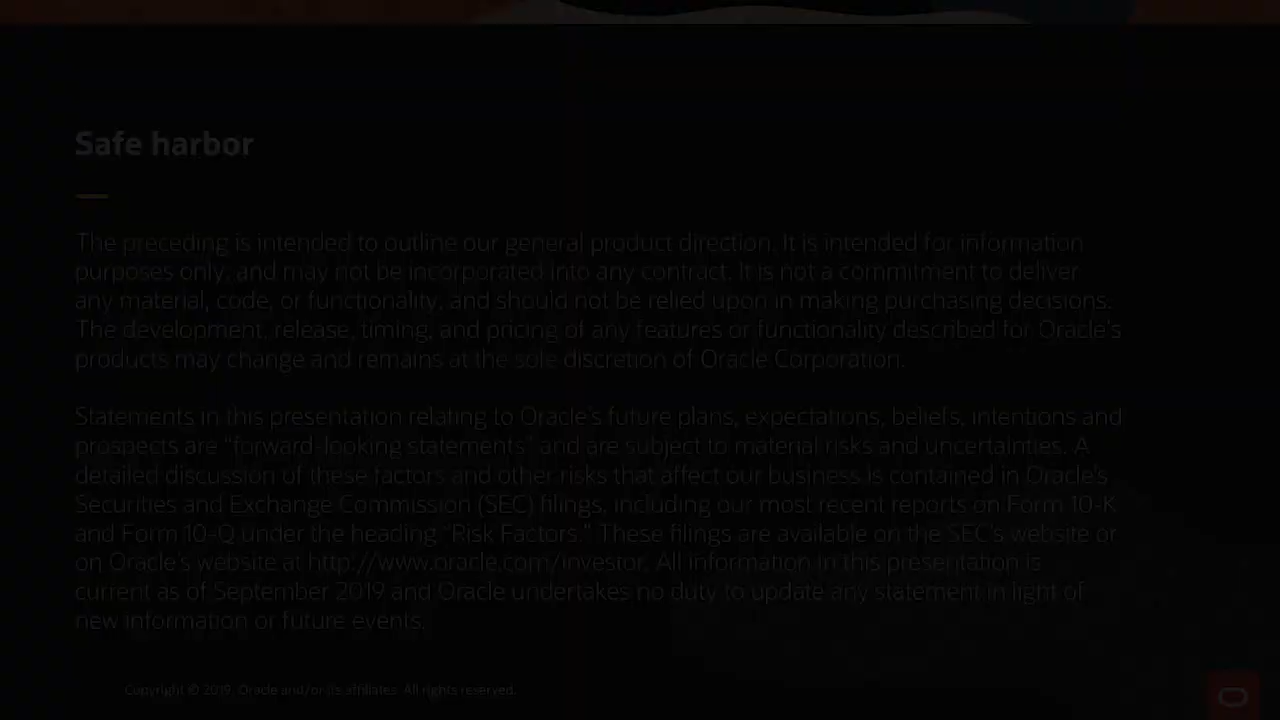 Safe harbor
The preceding is intended to outline our general product direction. It is intended for information
purposes only, and may not be incorporated into any contract. It is not a commitment to deliver
any material, code, or functionality, and should not be relied upon in making purchasing decisions.
The development, release, timing, and pricing of any features or functionality described for Oracle's
products may change and remains at the sole discretion of Oracle Corporation.
Statements in this presentation relating to Oracle's future plans, expectations, beliefs, intentions and
prospects are "forward-looking statements" and are subject to material risks and uncertainties. A
detailed discussion of these factors and other risks that affect our business is contained in Oracle's
Securities and Exchange Commission (SEC) filings, including our most recent reports on Form 10-K
and Form 10-Q under the heading "Risk Factors." These filings are available on the SEC's website or
on Oracle's website at http://www.oracle.com/investor. All information in this presentation is
current as of September 2019 and Oracle undertakes no duty to update any statement in light of
new information or future events.
Copyright © 2019, Oracle and/or its affiliates. All rights reserved.